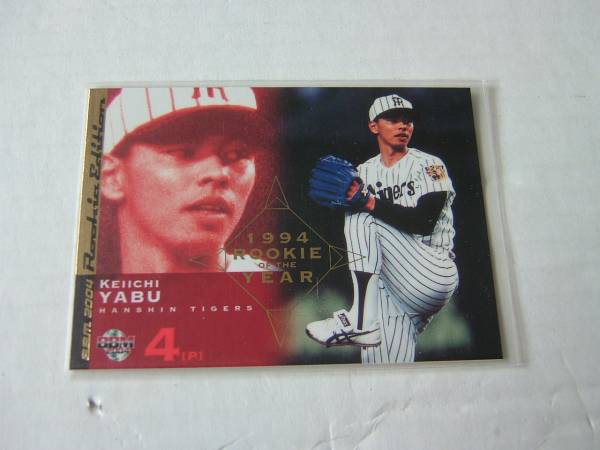 BBM 2004 Rookie Edition
1994
ROOKIE
OF THE
YEAR
KEIICHI
YABU
HANSHIN TIGERS
BBM
4 [P]
Tigers